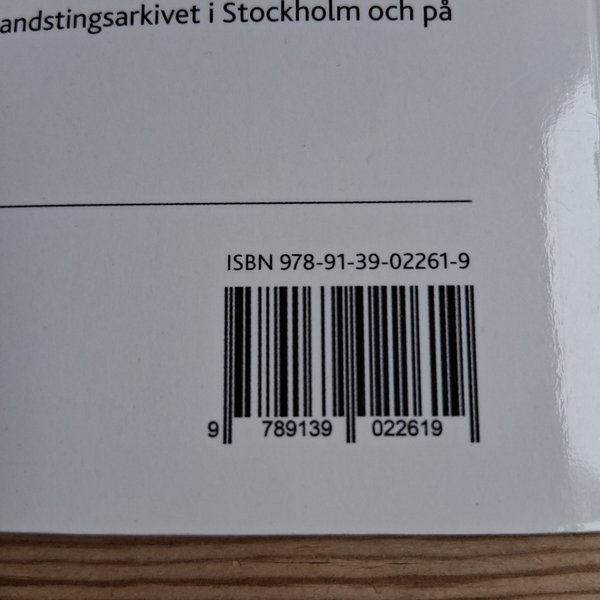 andstingsarkivet i Stockholm och på
ISBN 978-91-39-02261-9
9 789139 022619